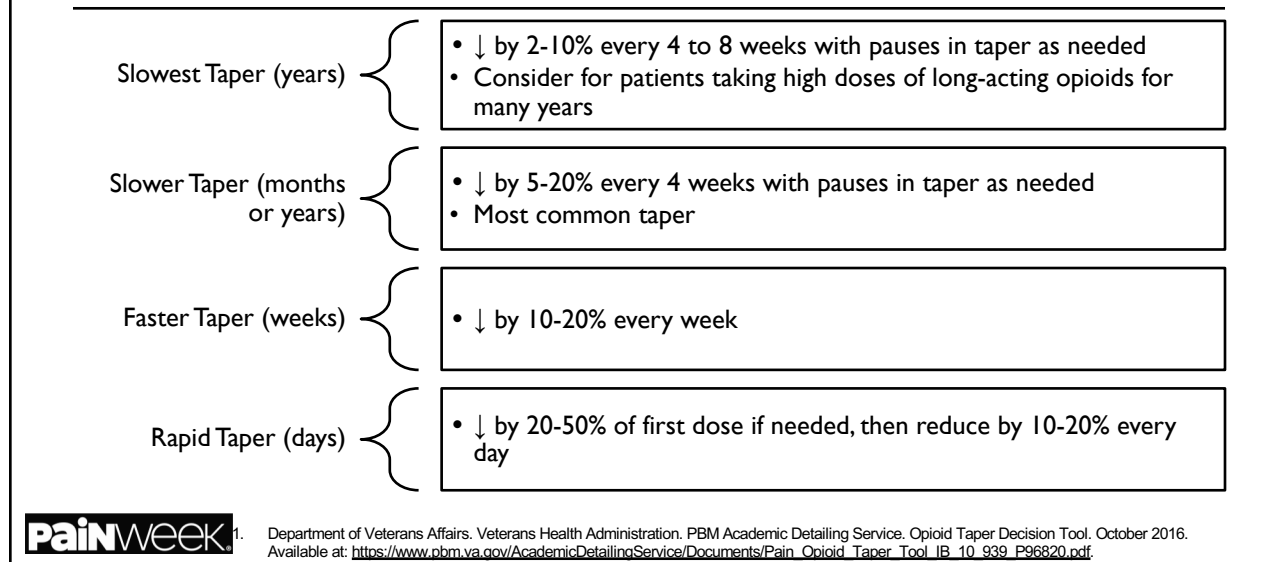 Slowest Taper (years)
• ↓ by 2-10% every 4 to 8 weeks with pauses in taper as needed
• Consider for patients taking high doses of long-acting opioids for
many years
Slower Taper (months
or years)
• ↓ by 5-20% every 4 weeks with pauses in taper as needed
• Most common taper
Faster Taper (weeks)
• ↓ by 10-20% every week
Rapid Taper (days)
• ↓ by 20-50% of first dose if needed, then reduce by 10-20% every
day
PaiNweek.
1. Department of Veterans Affairs. Veterans Health Administration. PBM Academic Detailing Service. Opioid Taper Decision Tool. October 2016.
Available at: https://www.pbm.va.gov/AcademicDetailingService/Documents/Pain_Opioid_Taper_Tool_IB_10_939_P96820.pdf.